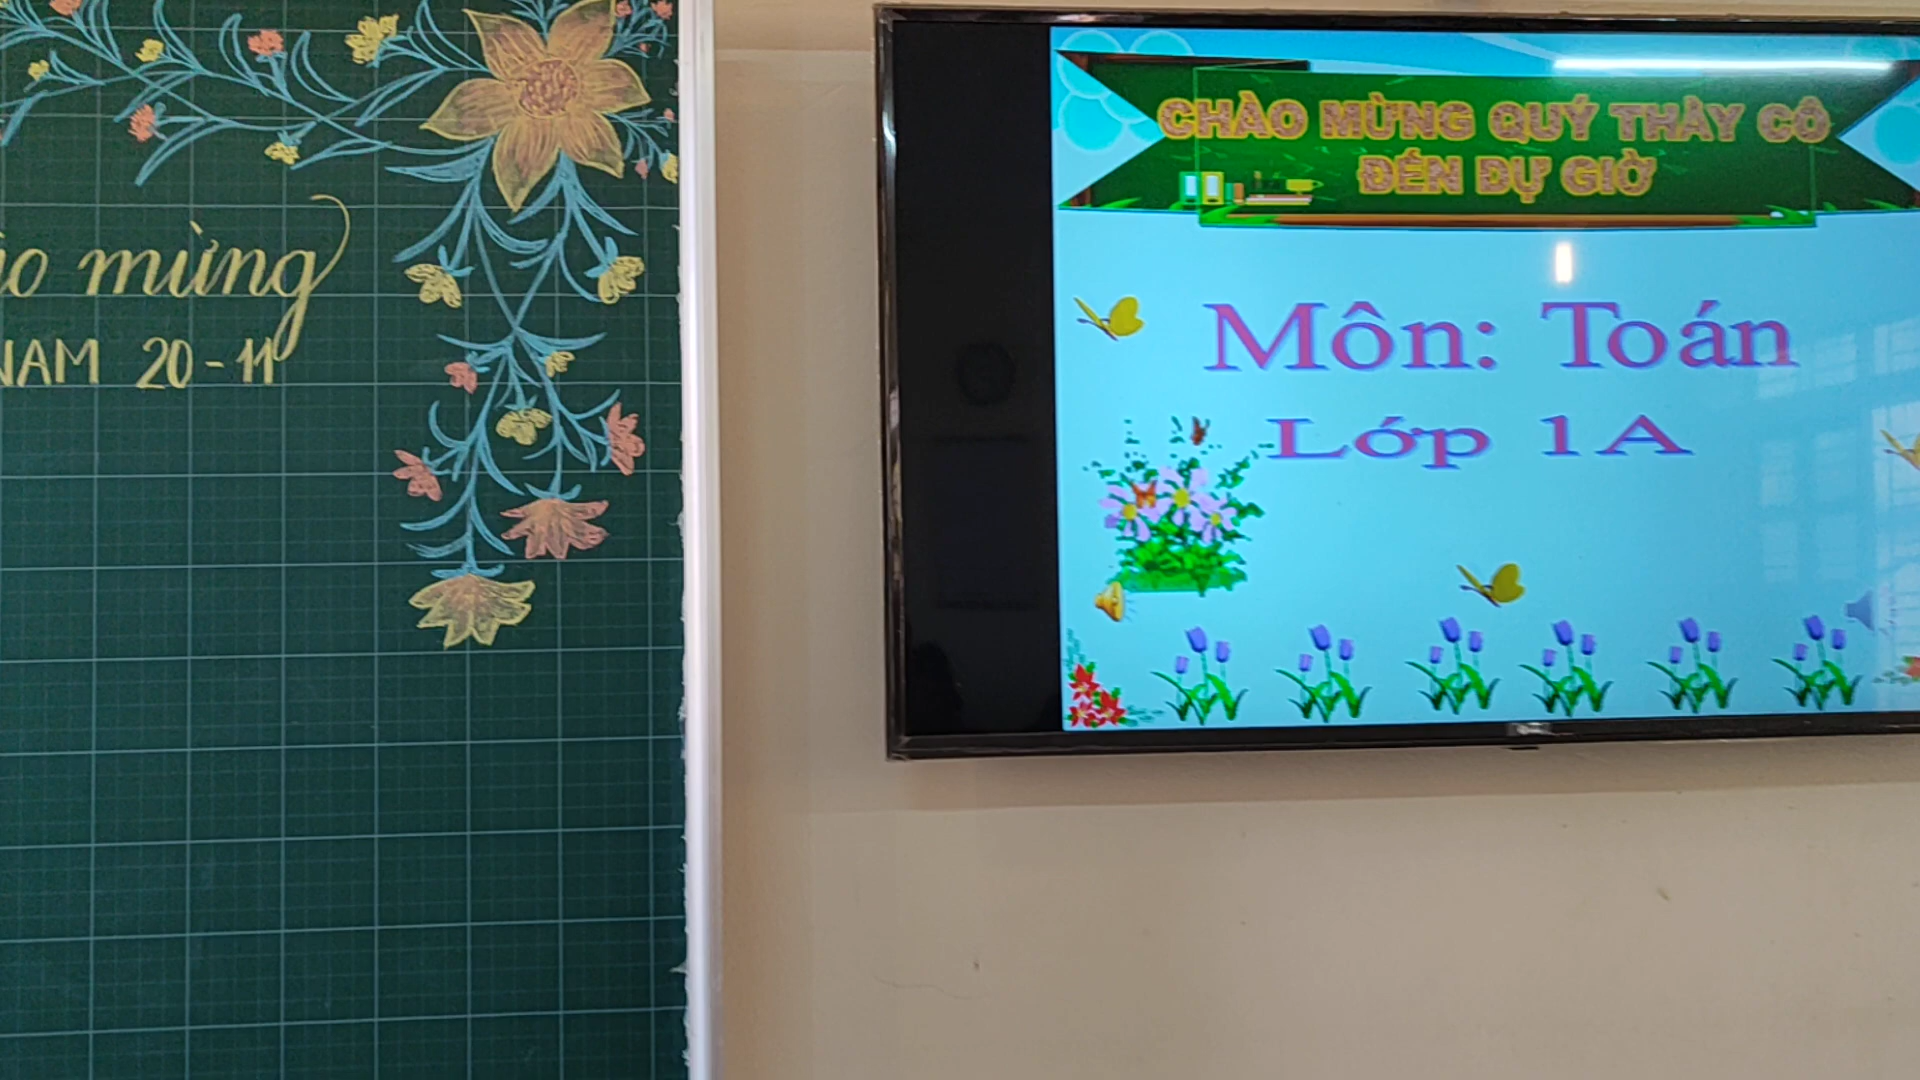 mừng
NAM 20-11
CHÀO MỪNG QUÝ THẦY CÔ
ĐẾN DỰ GIỜ
Môn: Toán
Lớp 1A